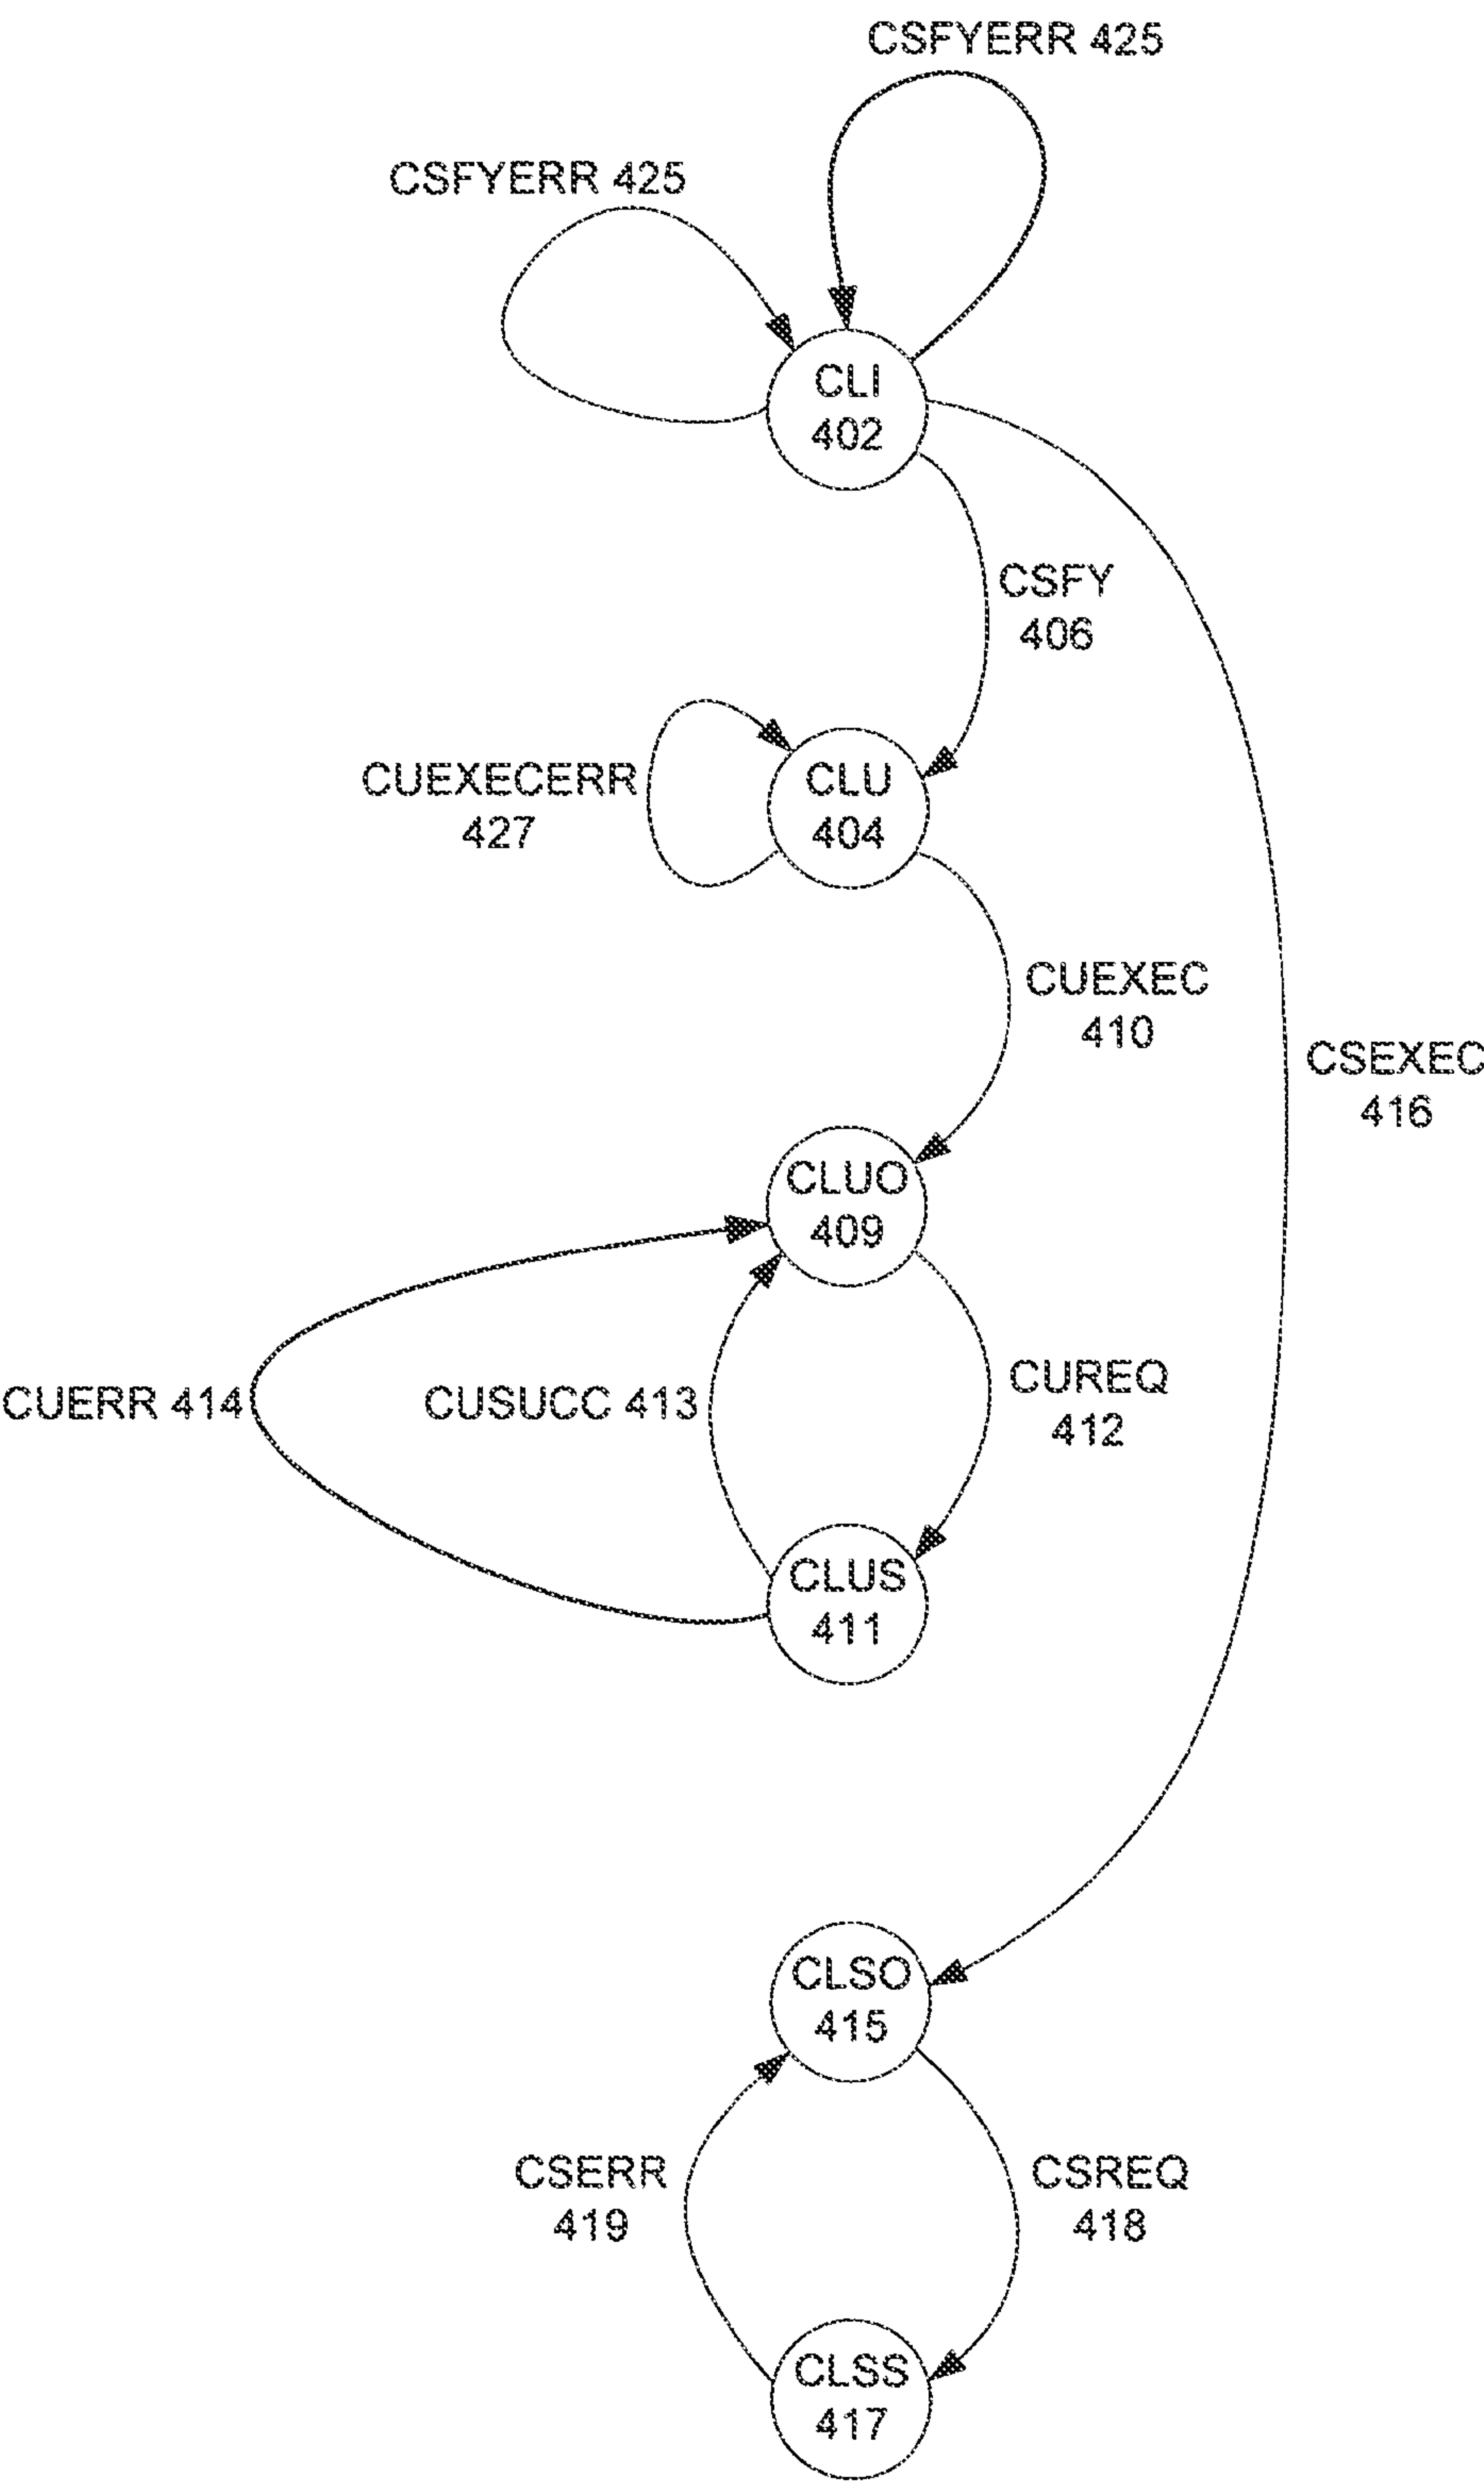 CSFYERR 425
CSFYERR 425
CLI
402
CSFY
406
CUEXECERR
427
CLU
404
CUEXEC
410
CSEXEC
416
CLUO
409
CUERR 414
CUSUCC 413
CUREQ
412
CLUS
411
CLSO
415
CSERR
419
CSREQ
418
CLSS
417